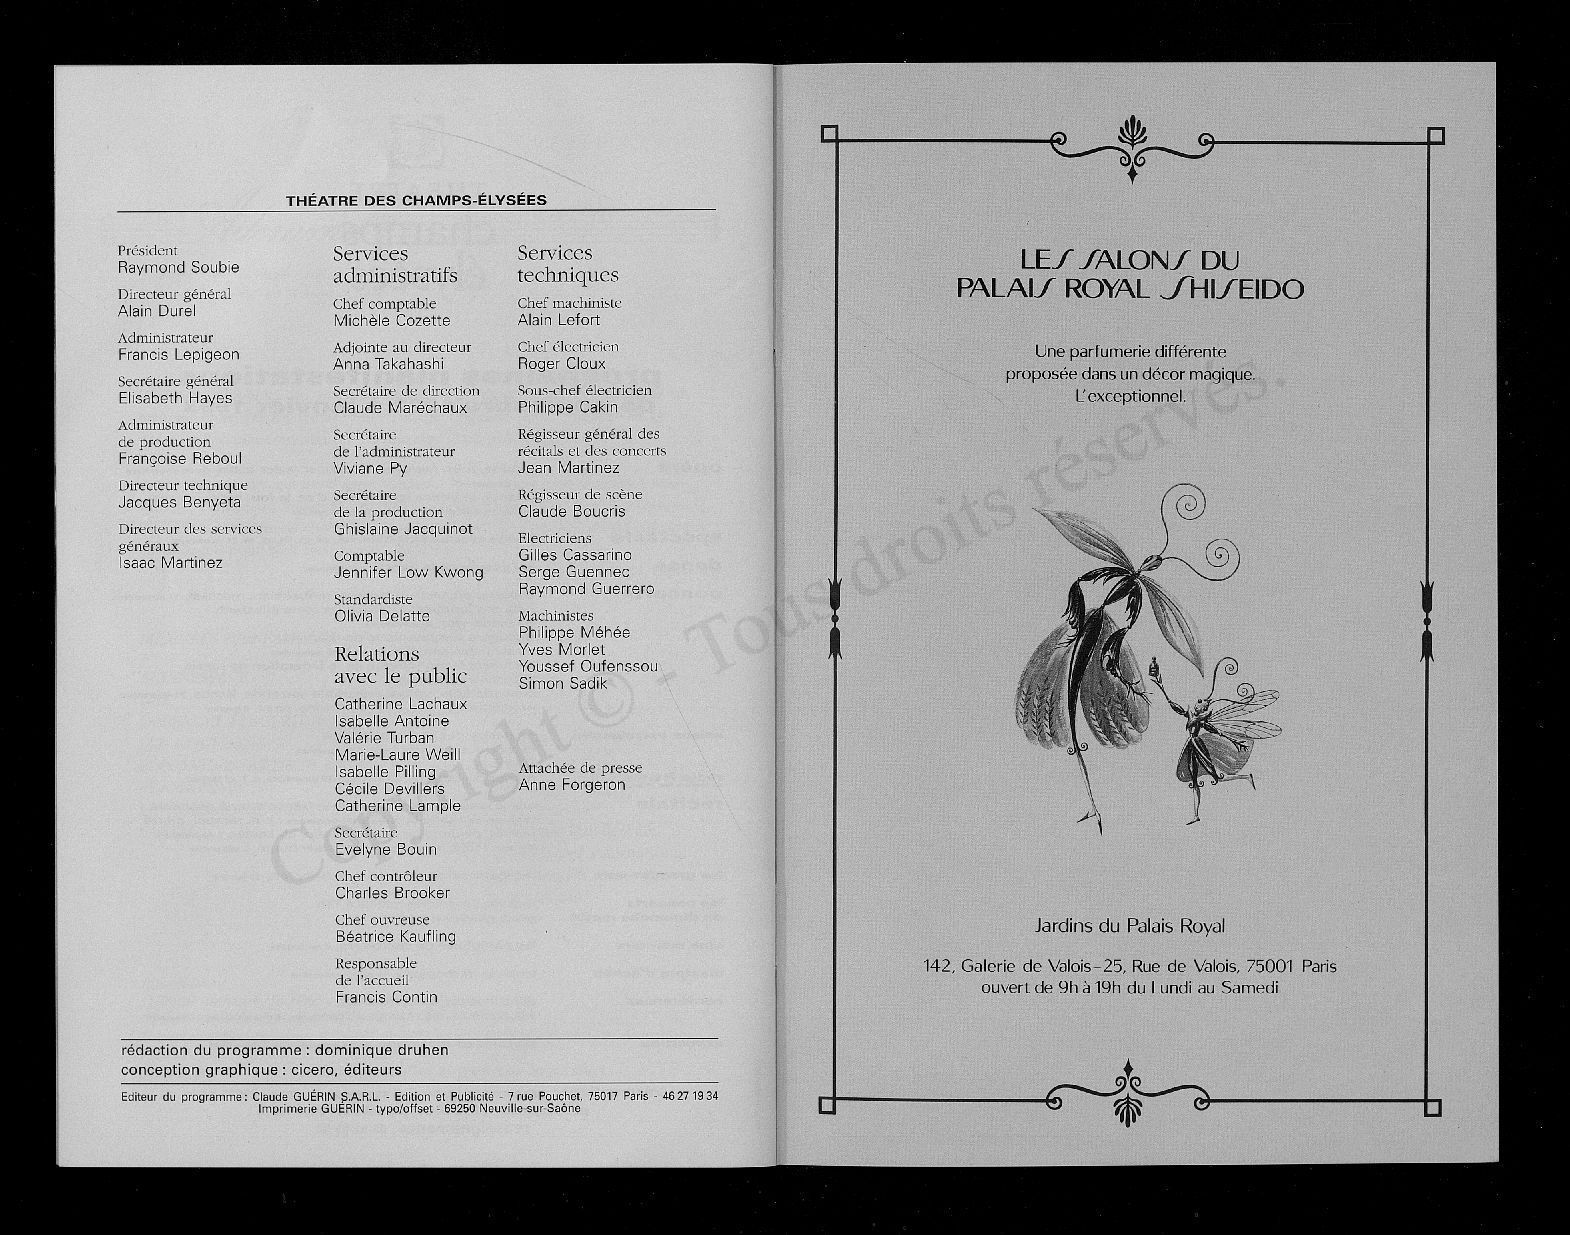 THÉATRE DES CHAMPS-ÉLYSÉES
Président
Raymond Soubie
Directeur général
Alain Durel
Administrateur
Francis Lepigeon
Secrétaire général
Elisabeth Hayes
Administrateur
de production
Françoise Reboul
Directeur technique
Jacques Benyeta
Directeur des services
généraux
Isaac Martinez
Services
administratifs
Chef comptable
Michèle Cozette
Adjointe au directeur
Anna Takahashi
Secrétaire de direction
Claude Maréchaux
Secrétaire
de l'administrateur
Viviane Py
Secrétaire
de la production
Ghislaine Jacquinot
Comptable
Jennifer Low Kwong
Standardiste
Olivia Delatte
Relations
avec le public
Catherine Lachaux
Isabelle Antoine
Valérie Turban
Marie-Laure Weill
Isabelle Pilling
Cécile Devillers
Catherine Lample
Secrétaire
Evelyne Bouin
Chef contrôleur
Charles Brooker
Chef ouvreuse
Béatrice Kaufling
Responsable
de l'accueil
Francis Contin
Services
techniques
Chef machiniste
Alain Lefort
Chef électricien
Roger Cloux
Sous-chef électricien
Philippe Cakin
Régisseur général des
récitals et des concerts
Jean Martinez
Régisseur de scène
Claude Boucris
Electriciens
Gilles Cassarino
Serge Guennec
Raymond Guerrero
Machinistes
Philippe Méhée
Yves Morlet
Youssef Oufenssou
Simon Sadik
Attachée de presse
Anne Forgeron
rédaction du programme : dominique druhen
conception graphique : cicero, éditeurs
Editeur du programme : Claude GUÉRIN S.A.R.L. - Edition et Publicité - 7 rue Pouchet, 75017 Paris - 46 27 19 34
Imprimerie GUÉRIN - typo/offset - 69250 Neuville-sur-Saône
LES SALONS DU
PALAIS ROYAL SHISEIDO
Une parfumerie différente
proposée dans un décor magique.
L'exceptionnel.
Jardins du Palais Royal
142, Galerie de Valois-25, Rue de Valois, 75001 Paris
ouvert de 9h à 19h du Lundi au Samedi
Copyright © - Tous droits réservés.